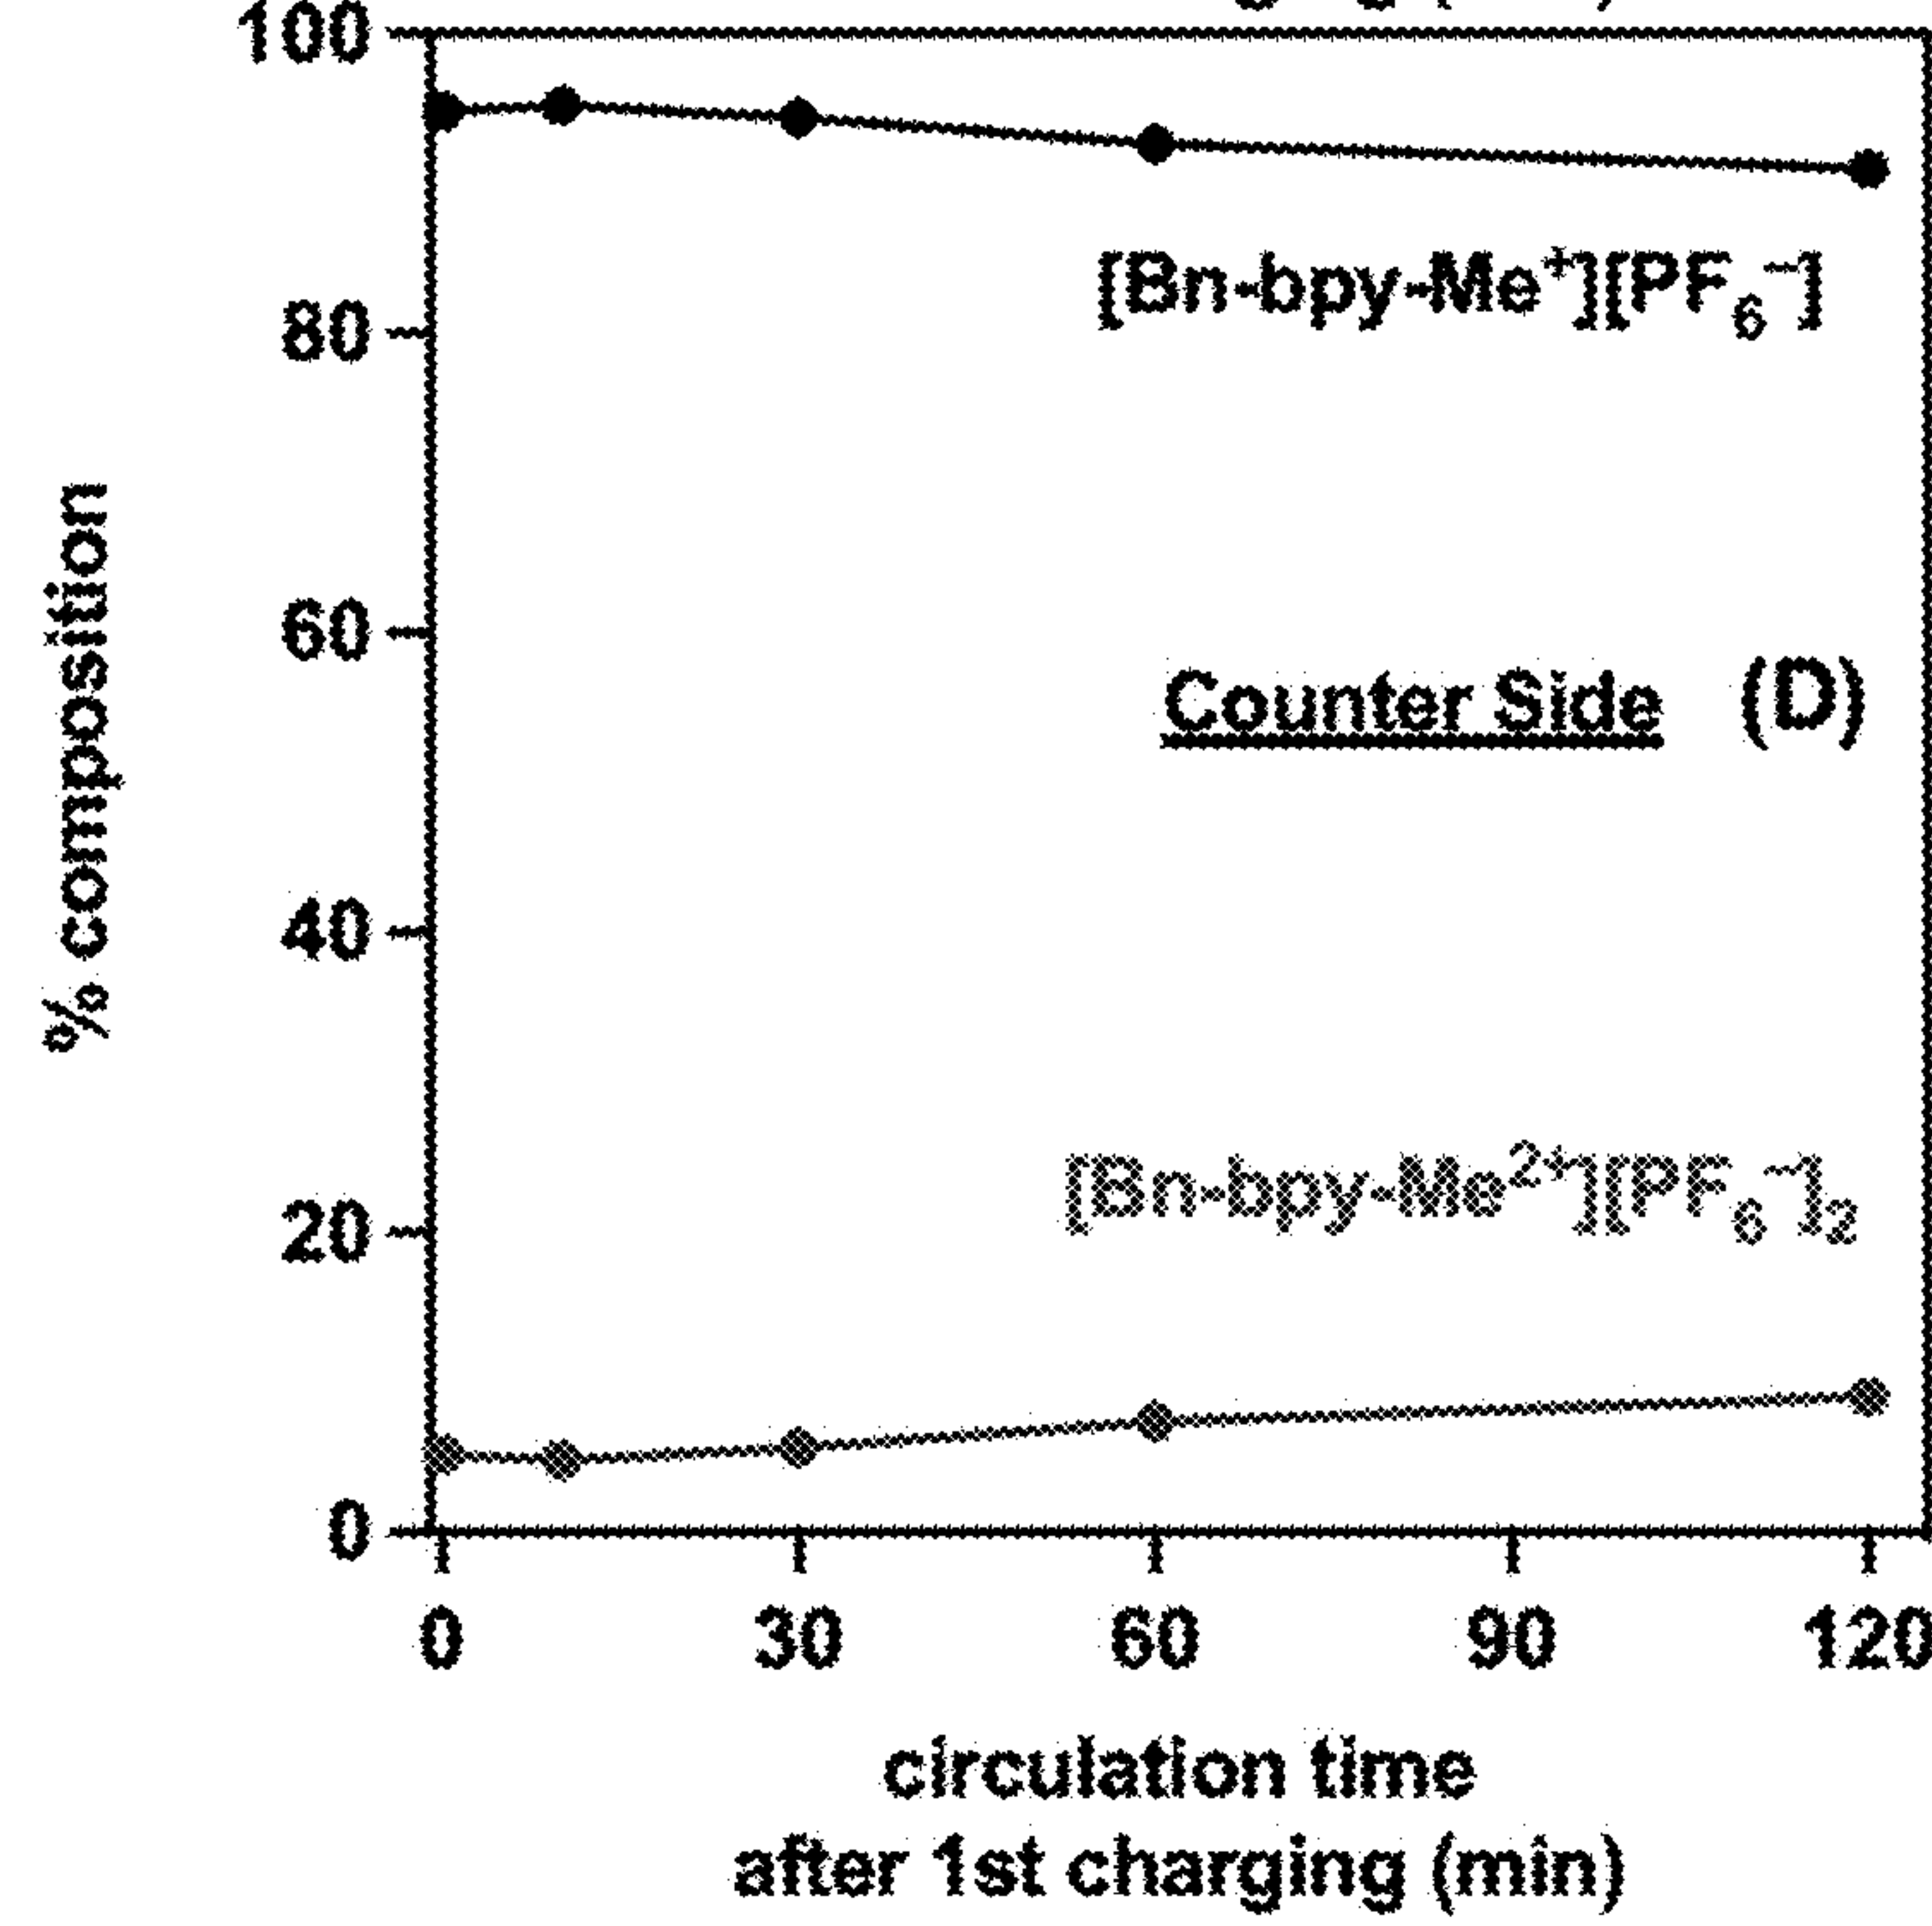 100
[Bn-bpy-Me⁺][PF₆⁻]
80
60
Counter Side (D)
% composition
40
[Bn-bpy-Me²⁺][PF₆⁻]₂
20
0
0 30 60 90 120
circulation time
after 1st charging (min)